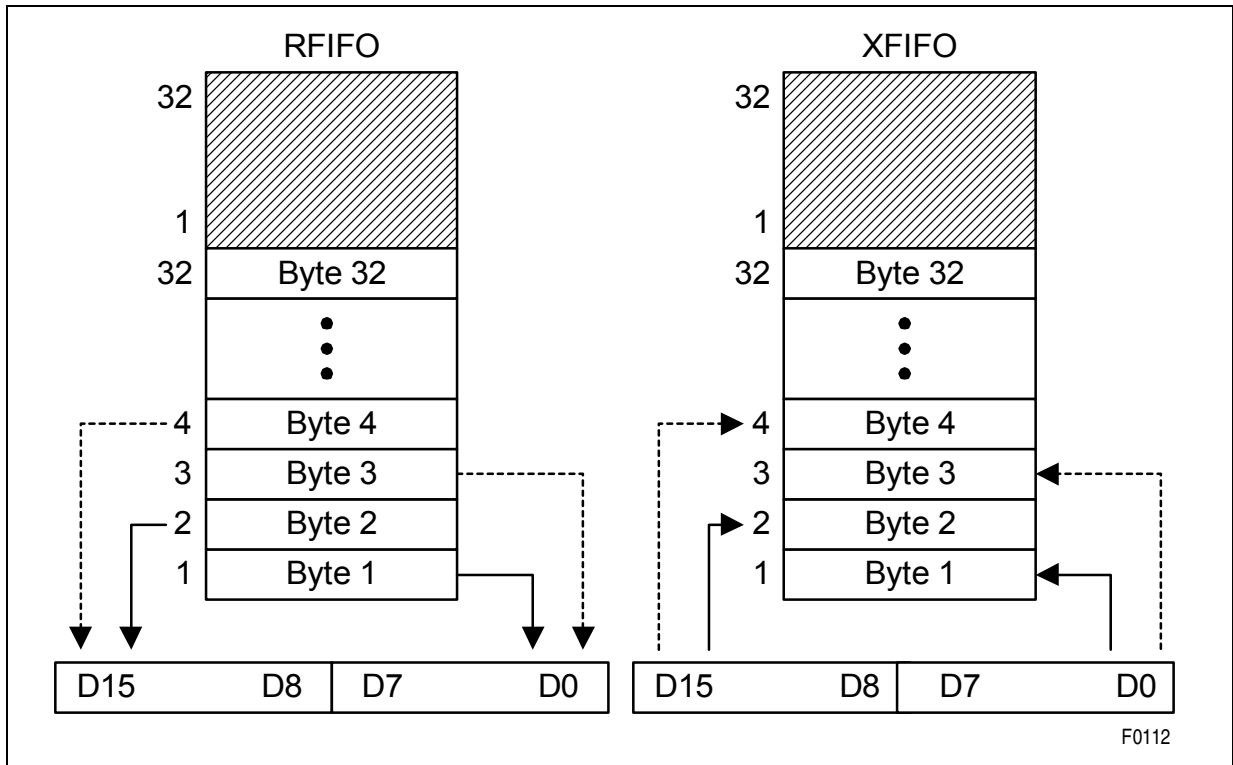 RFIFO XFIFO
32 32
1 1
32 Byte 32 32 Byte 32
4 Byte 4 4 Byte 4
3 Byte 3 3 Byte 3
2 Byte 2 2 Byte 2
1 Byte 1 1 Byte 1
D15 D8 D7 D0 D15 D8 D7 D0
F0112